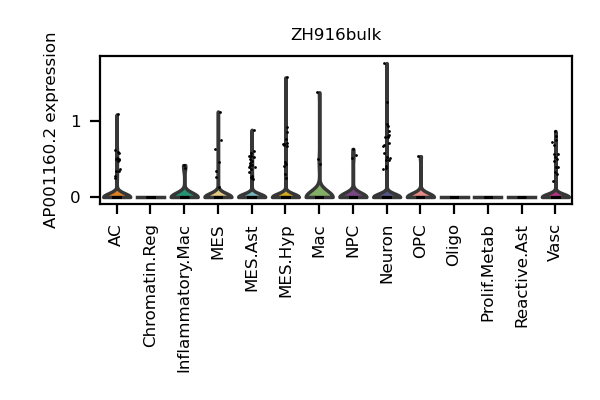 ZH916bulk
AP001160.2 expression
1
0
AC
Chromatin.Reg
Inflammatory.Mac
MES
MES.Ast
MES.Hyp
Mac
NPC
Neuron
OPC
Oligo
Prolif.Metab
Reactive.Ast
Vasc